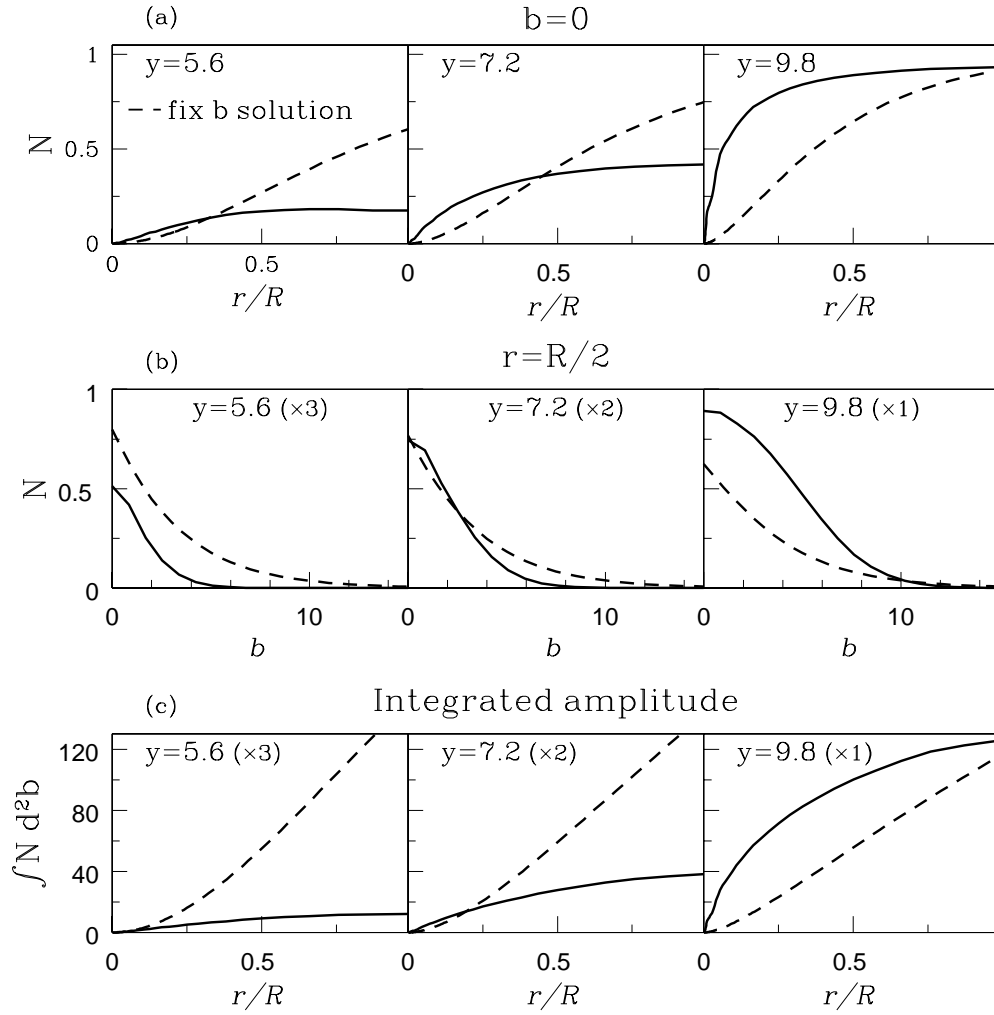 (a) b=0
y=5.6 y=7.2 y=9.8
fix b solution
N
1
0.5
0
0 0.5 0 0.5 0 0.5
r/R r/R r/R
(b) r=R/2
y=5.6 (×3) y=7.2 (×2) y=9.8 (×1)
N
1
0.5
0
0 10 0 10 0 10
b b b
(c) Integrated amplitude
y=5.6 (×3) y=7.2 (×2) y=9.8 (×1)
∫N d²b
120
80
40
0
0 0.5 0 0.5 0 0.5
r/R r/R r/R